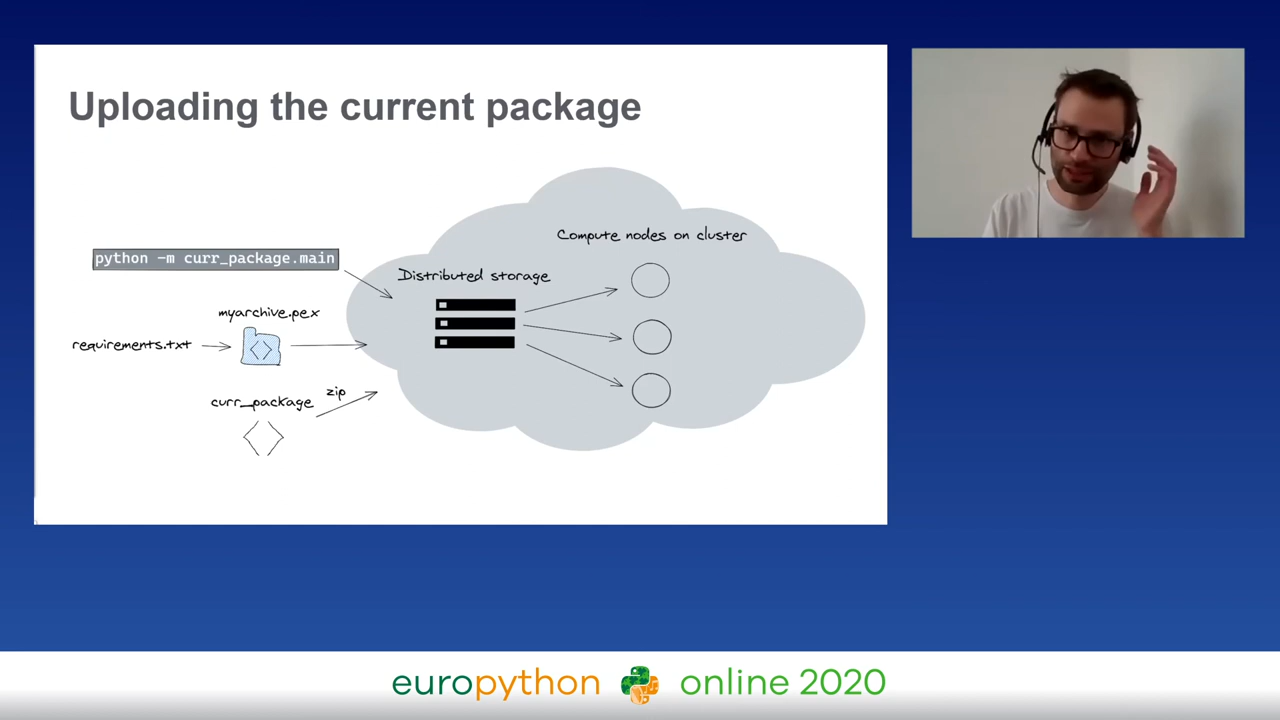 Uploading the current package
Compute nodes on cluster
python -m curr_package.main
Distributed storage
myarchive.pex
requirements.txt
zip
curr_package
europython online 2020